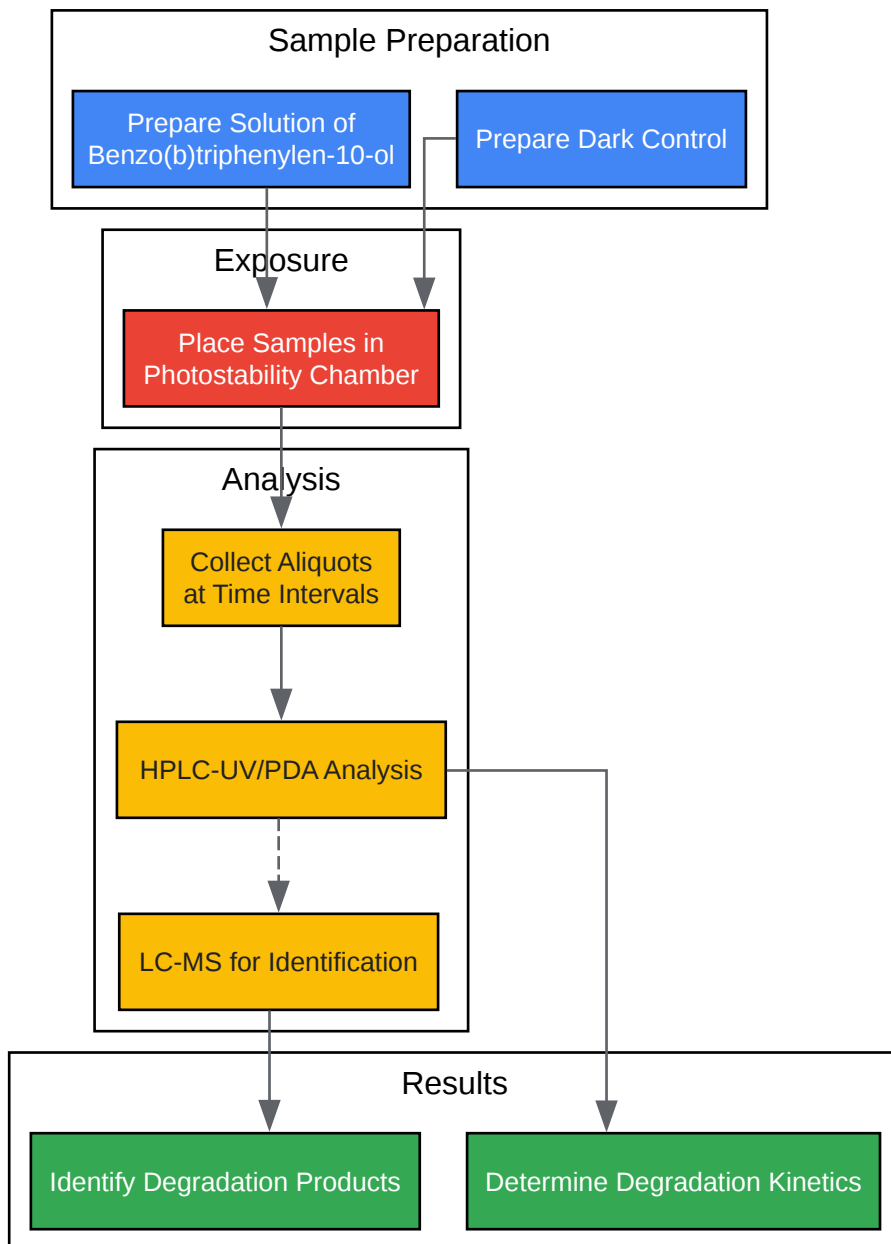 Sample Preparation
Prepare Solution of
Benzo(b)triphenylen-10-ol
Prepare Dark Control
Exposure
Place Samples in
Photostability Chamber
Analysis
Collect Aliquots
at Time Intervals
HPLC-UV/PDA Analysis
LC-MS for Identification
Results
Identify Degradation Products
Determine Degradation Kinetics